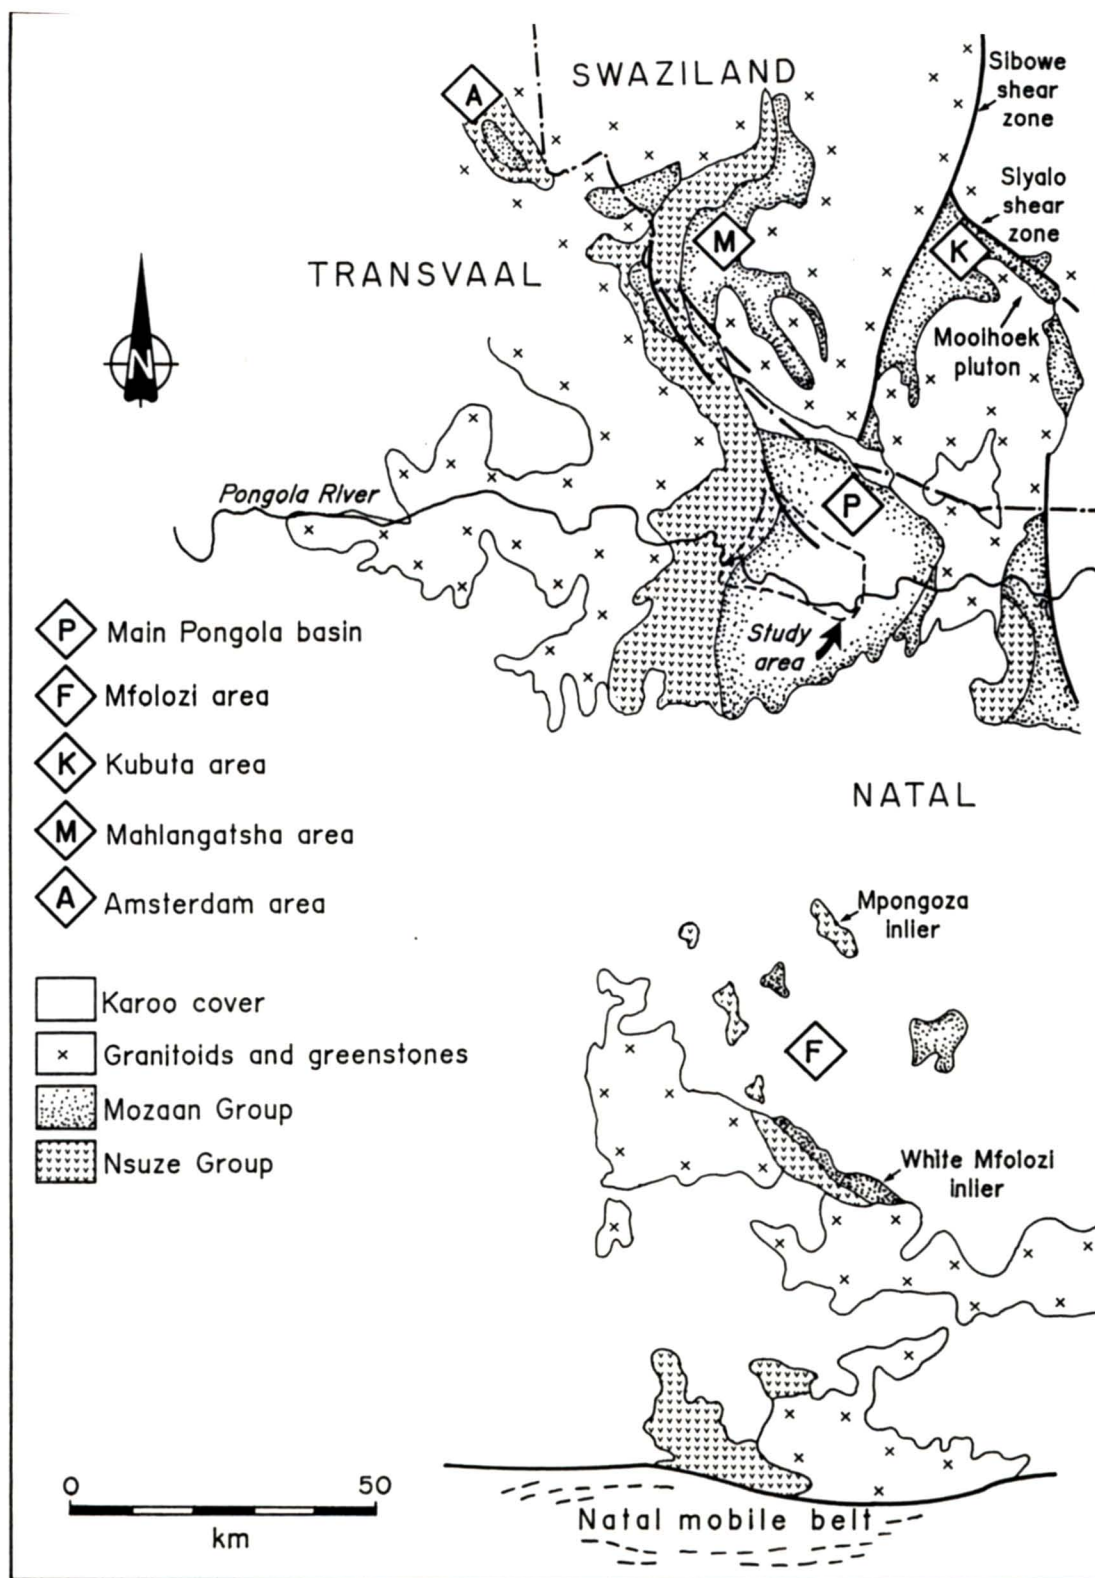 SWAZILAND
A
Sibowe
shear
zone
Siyalo
shear
zone
M
K
TRANSVAAL
N
Moolhoek
pluton
Pongola River
P
Study
area
P Main Pongola basin
F Mfolozi area
K Kubuta area
M Mahlangatsha area
A Amsterdam area
NATAL
Mpongoza
inlier
Karoo cover
F
x Granitoids and greenstones
Mozaan Group
Nsuze Group
White Mfolozi
inlier
0 50
km
Natal mobile belt